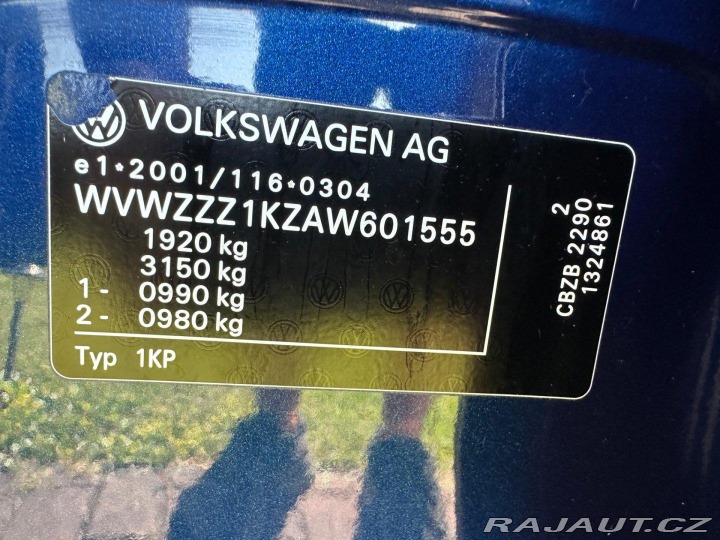 VOLKSWAGEN AG
e1*2001/116*0304
WVWZZZ1KZAW601555
1920 kg
3150 kg
1- 0990 kg
2- 0980 kg
Typ 1KP
2
CBZB 2290
1324861
RAJAUT.CZ